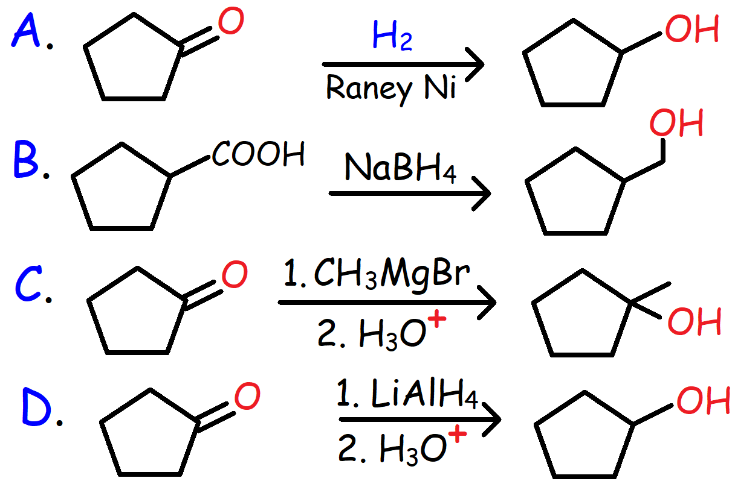 A. O H₂ Raney Ni OH
B. COOH NaBH₄ OH
C. O 1. CH₃MgBr 2. H₃O⁺ OH
D. O 1. LiAlH₄ 2. H₃O⁺ OH